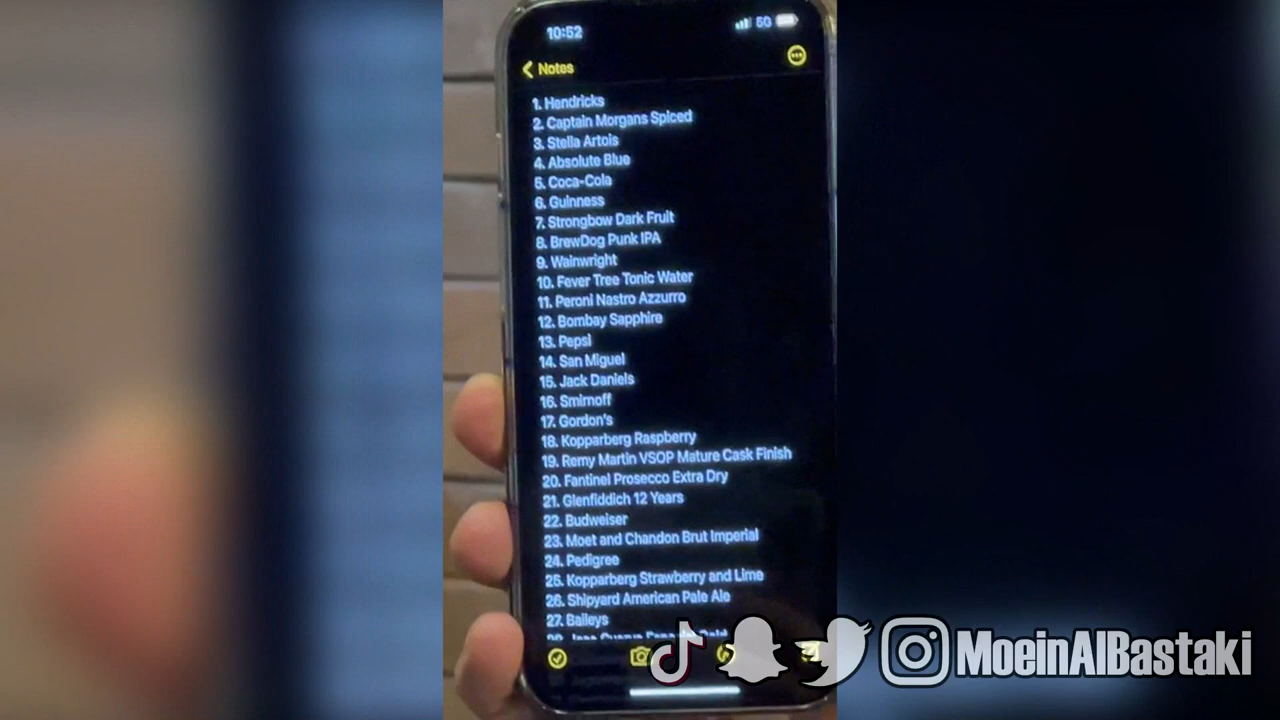 10:52
5G
Notes
1. Hendricks
2. Captain Morgans Spiced
3. Stella Artois
4. Absolute Blue
5. Coca-Cola
6. Guinness
7. Strongbow Dark Fruit
8. BrewDog Punk IPA
9. Wainwright
10. Fever Tree Tonic Water
11. Peroni Nastro Azzurro
12. Bombay Sapphire
13. Pepsi
14. San Miguel
15. Jack Daniels
16. Smirnoff
17. Gordon's
18. Kopparberg Raspberry
19. Remy Martin VSOP Mature Cask Finish
20. Fantinel Prosecco Extra Dry
21. Glenfiddich 12 Years
22. Budweiser
23. Moet and Chandon Brut Imperial
24. Pedigree
25. Kopparberg Strawberry and Lime
26. Shipyard American Pale Ale
27. Baileys
MoeinAlBastaki